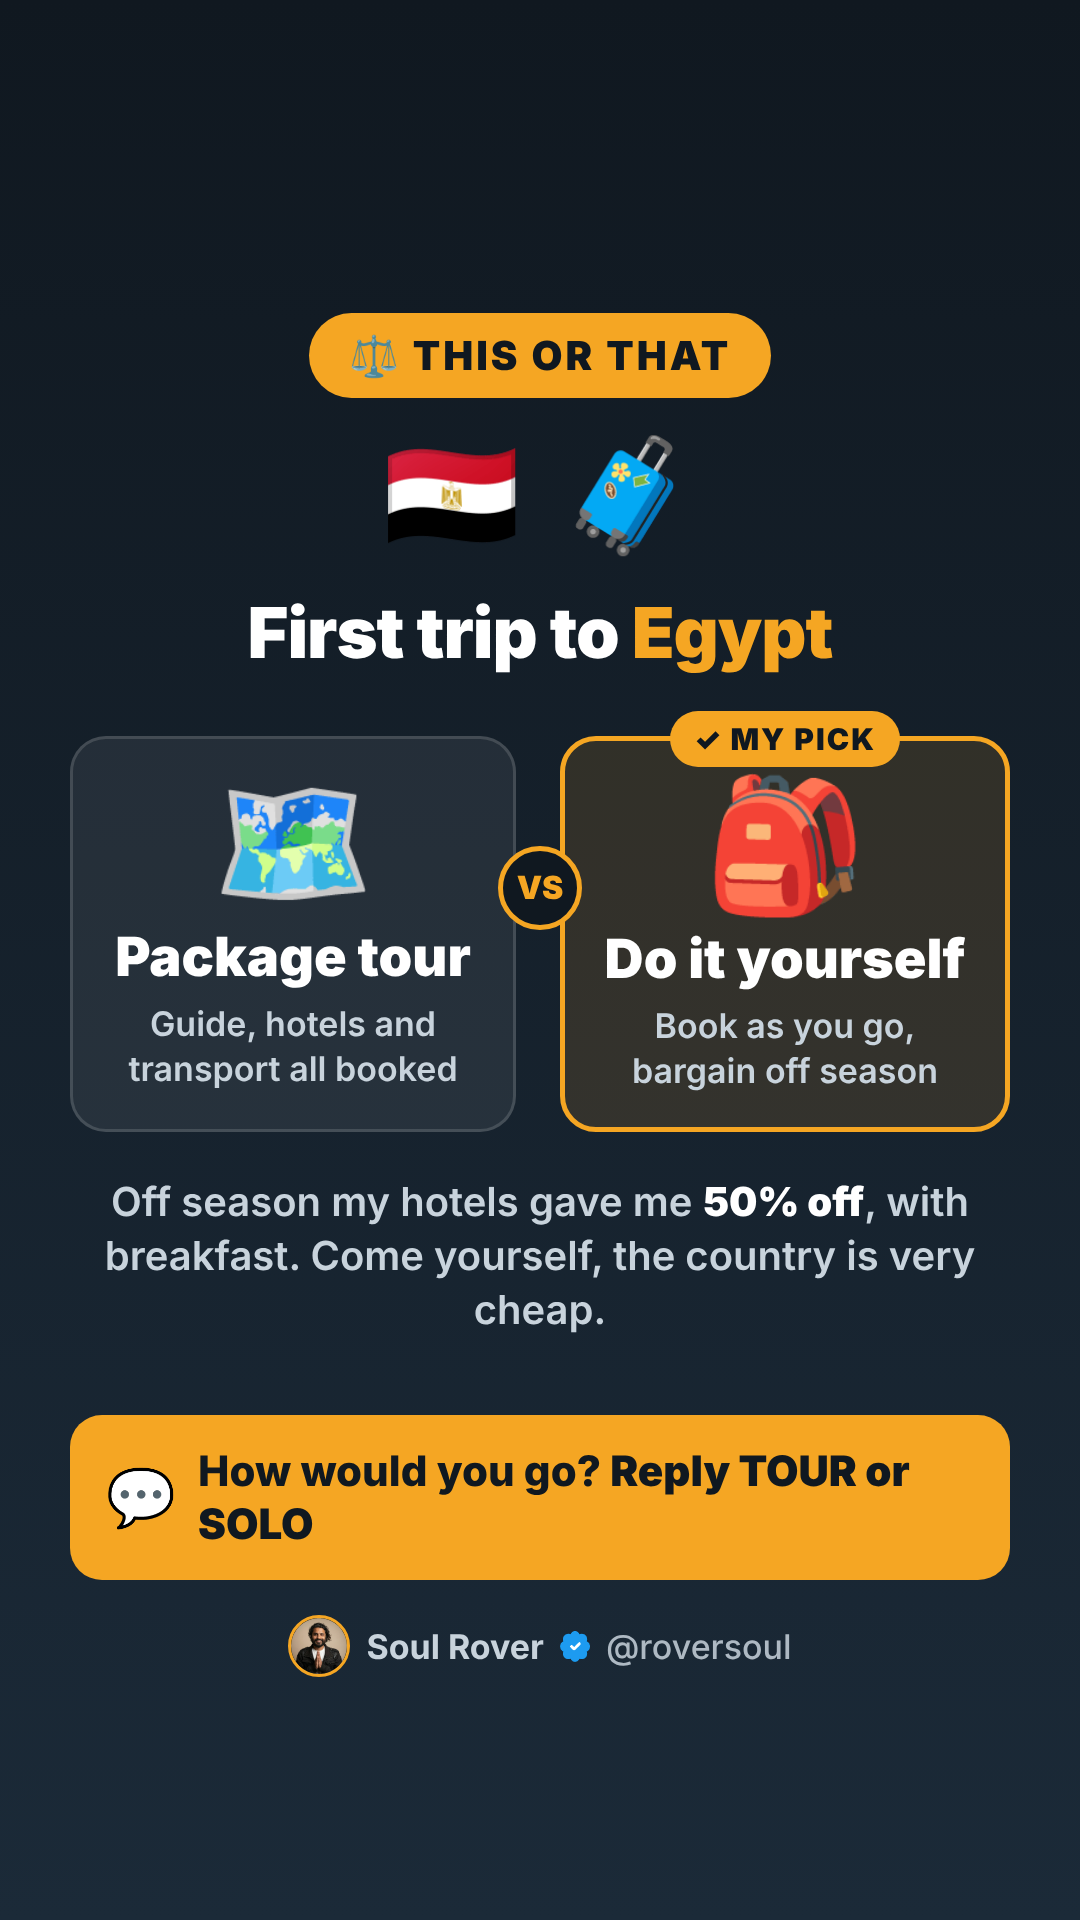 THIS OR THAT
First trip to Egypt
MY PICK
Package tour
Guide, hotels and
transport all booked
VS
Do it yourself
Book as you go,
bargain off season
Off season my hotels gave me 50% off, with
breakfast. Come yourself, the country is very
cheap.
How would you go? Reply TOUR or
SOLO
Soul Rover @roversoul